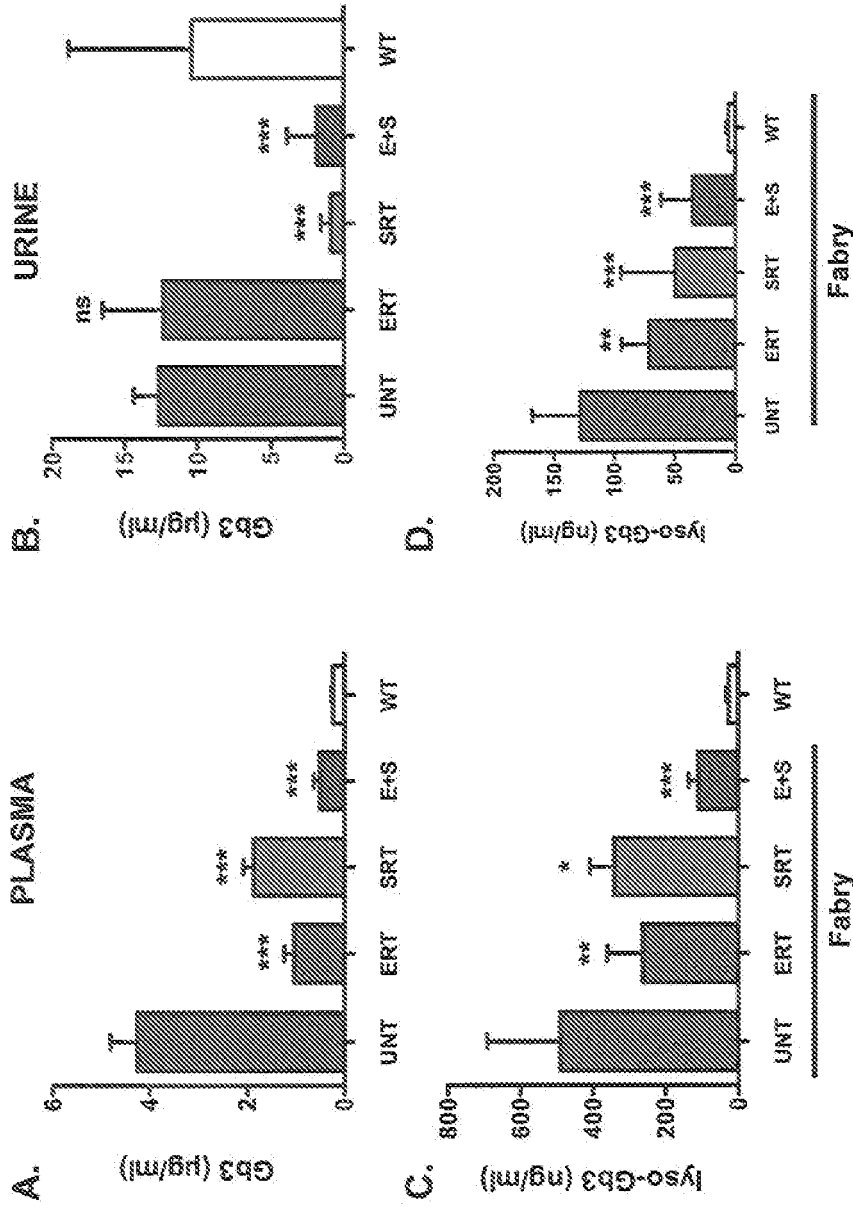 PLASMA
URINE
A.
Gb3 (µg/ml)
6
4
2
0
***
***
***
UNT
ERT
SRT
E+S
WT
B.
Gb3 (µg/ml)
20
15
10
5
0
ns
***
***
UNT
ERT
SRT
E+S
WT
C.
lyso-Gb3 (ng/ml)
800
600
400
200
0
**
*
***
UNT
ERT
SRT
E+S
WT
Fabry
D.
lyso-Gb3 (ng/ml)
200
150
100
50
0
**
***
***
UNT
ERT
SRT
E+S
WT
Fabry